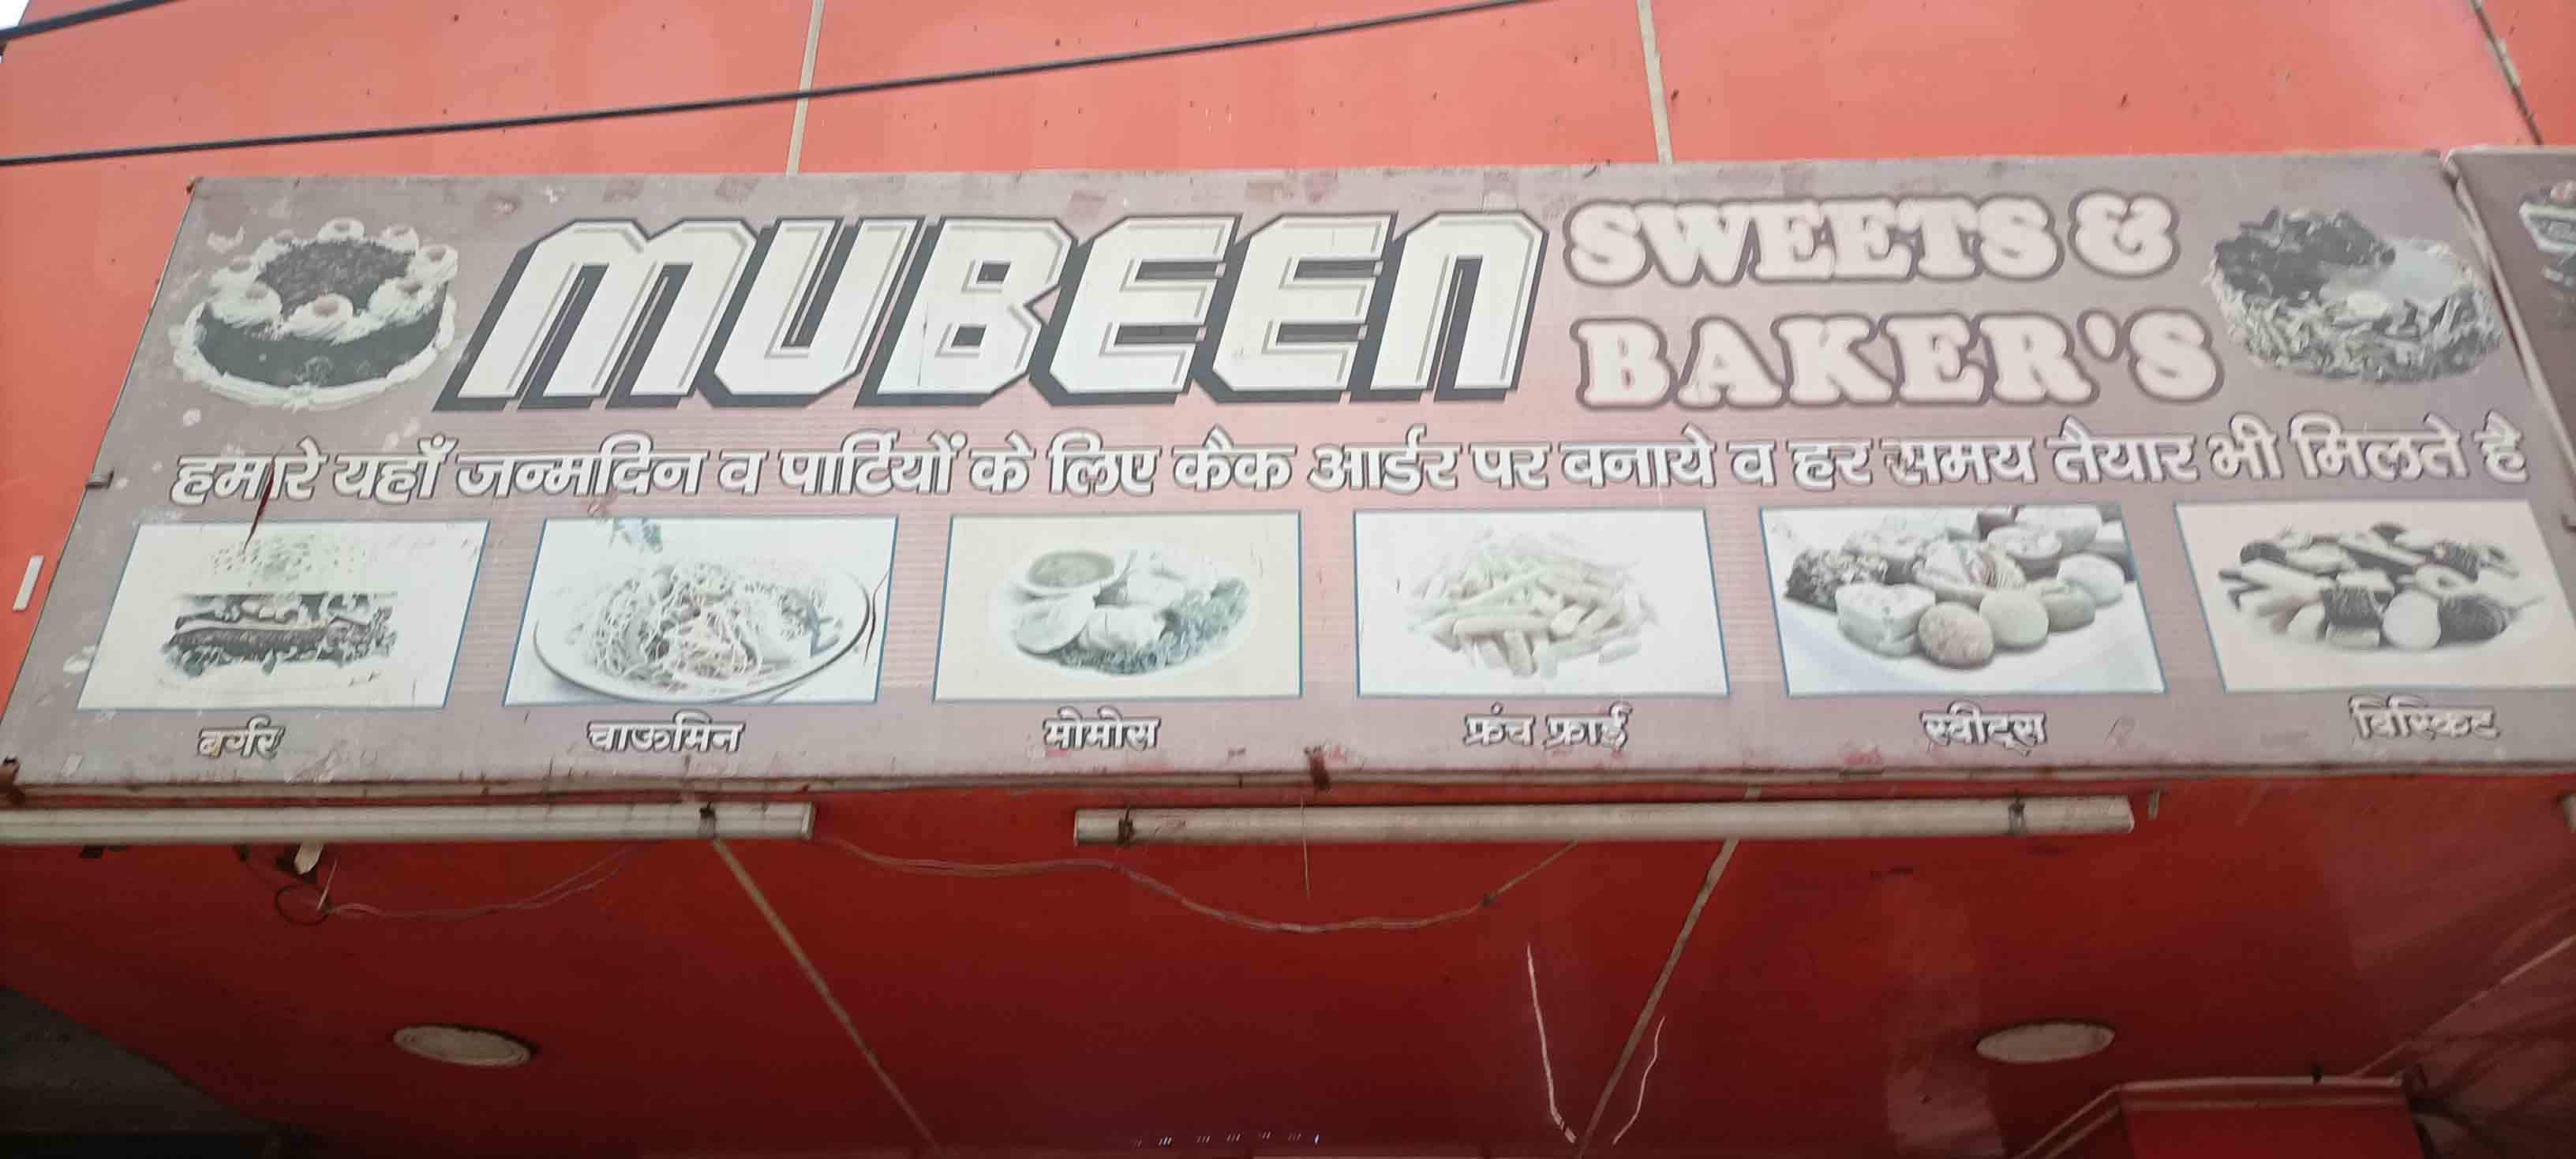 MUBEEN SWEETS &
BAKER'S
हमारे यहाँ जन्मदिन व पार्टियों के लिए कैक आर्डर पर बनाये व हर समय तैयार भी मिलते है
बर्गर चाऊमिन मोमोस फ्रंच फ्राई स्वीट्स बिस्किट